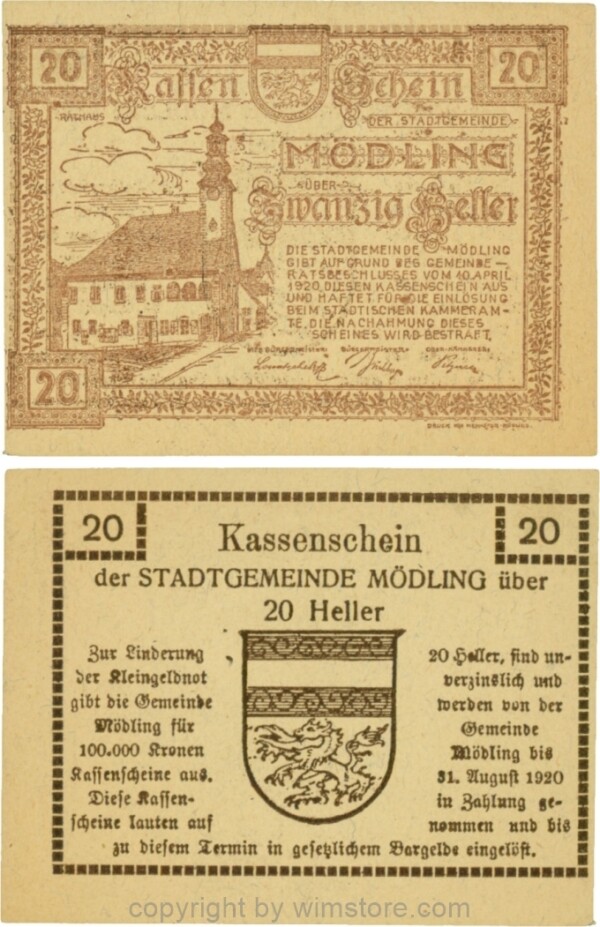 20 Kassen Schein 20
RATHAUS
DER STADTGEMEINDE
MÖDLING
ÜBER
Zwanzig Heller
DIE STADTGEMEINDE MÖDLING
GIBT AUF GRUND DES GEMEINDE-
RATSBESCHLUSSES VOM 10. APRIL
1920, DIESEN KASSENSCHEIN AUS
UND HAFTET FÜR DIE EINLÖSUNG
BEIM STÄDTISCHEN KAMMERAM-
TE, DIE NACHAHMUNG DIESES
SCHEINES WIRD BESTRAFT.
BÜRGERMEISTER
20
20 Kassenschein 20
der STADTGEMEINDE MÖDLING über
20 Heller
Zur Linderung
der Kleingeldnot
gibt die Gemeinde
Mödling für
100.000 Kronen
Kassenscheine aus.
Diese Kassen-
scheine lauten auf
20 Heller, sind un-
verzinslich und
werden von der
Gemeinde
Mödling bis
31. August 1920
in Zahlung ge-
nommen und bis
zu diesem Termin in gesetzlichem Bargelde eingelöst.
copyright by wimstore.com